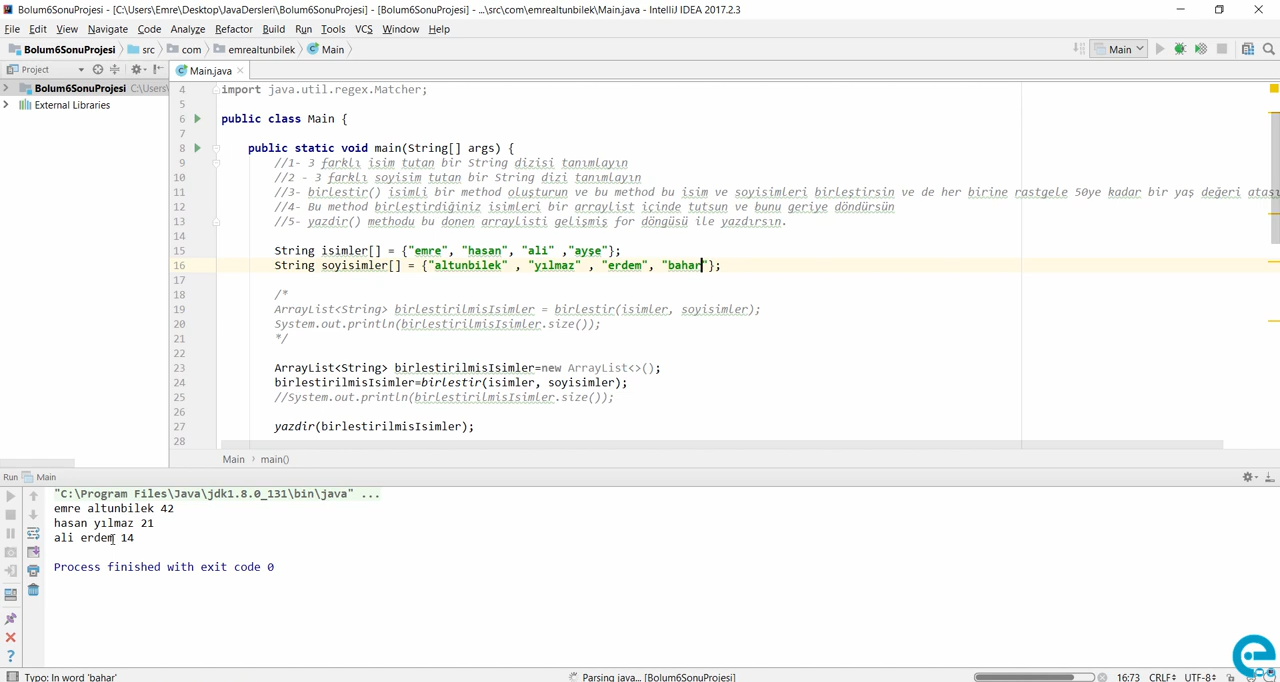 Bolum6SonuProjesi - [C:\Users\Emre\Desktop\JavaDersleri\Bolum6SonuProjesi] - [Bolum6SonuProjesi] - ...\src\com\emrealtunbilek\Main.java - IntelliJ IDEA 2017.2.3
File Edit View Navigate Code Analyze Refactor Build Run Tools VCS Window Help
Bolum6SonuProjesi src com emrealtunbilek Main Main
Project Main.java
Bolum6SonuProjesi C:\Users\
External Libraries
4 import java.util.regex.Matcher;
5
6 public class Main {
7
8 public static void main(String[] args) {
9 //1- 3 farklı isim tutan bir String dizisi tanımlayın
10 //2 - 3 farklı soyisim tutan bir String dizi tanımlayın
11 //3- birlestir() isimli bir method oluşturun ve bu method bu isim ve soyisimleri birleştirsin ve de her birine rastgele 50ye kadar bir yaş değeri atası
12 //4- Bu method birleştirdiğiniz isimleri bir arraylist içinde tutsun ve bunu geriye döndürsün
13 //5- yazdir() methodu bu donen arraylisti gelişmiş for döngüsü ile yazdırsın.
14
15 String isimler[] = {"emre", "hasan", "ali" ,"ayşe"};
16 String soyisimler[] = {"altunbilek" , "yılmaz" , "erdem", "bahar"};
17
18 /*
19 ArrayList<String> birlestirilmisIsimler = birlestir(isimler, soyisimler);
20 System.out.println(birlestirilmisIsimler.size());
21 */
22
23 ArrayList<String> birlestirilmisIsimler=new ArrayList<>();
24 birlestirilmisIsimler=birlestir(isimler, soyisimler);
25 //System.out.println(birlestirilmisIsimler.size());
26
27 yazdir(birlestirilmisIsimler);
28
Main › main()
Run Main
"C:\Program Files\Java\jdk1.8.0_131\bin\java" ...
emre altunbilek 42
hasan yılmaz 21
ali erdem 14
Process finished with exit code 0
Typo: In word 'bahar' Parsing java... [Bolum6SonuProjesi] 16:73 CRLF UTF-8